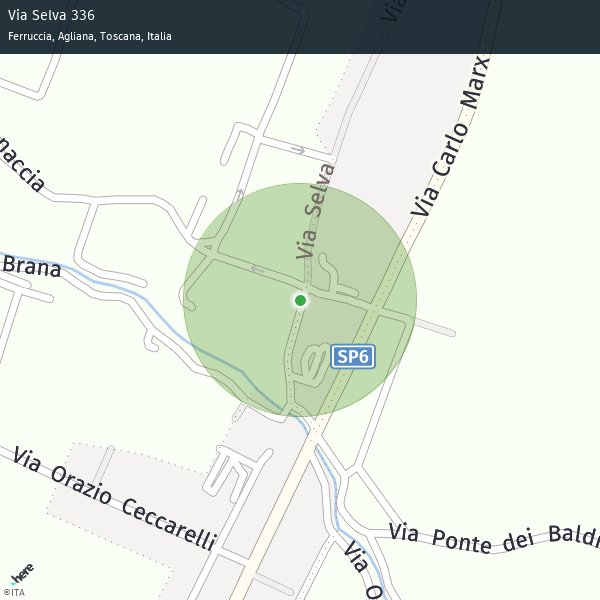 Via Selva 336
Ferruccia, Agliana, Toscana, Italia
Via
Via Carlo Marx
naccia
Via Selva
Brana
SP6
Via Orazio Ceccarelli
Via Ponte dei Baldi
Via O
here
©ITA